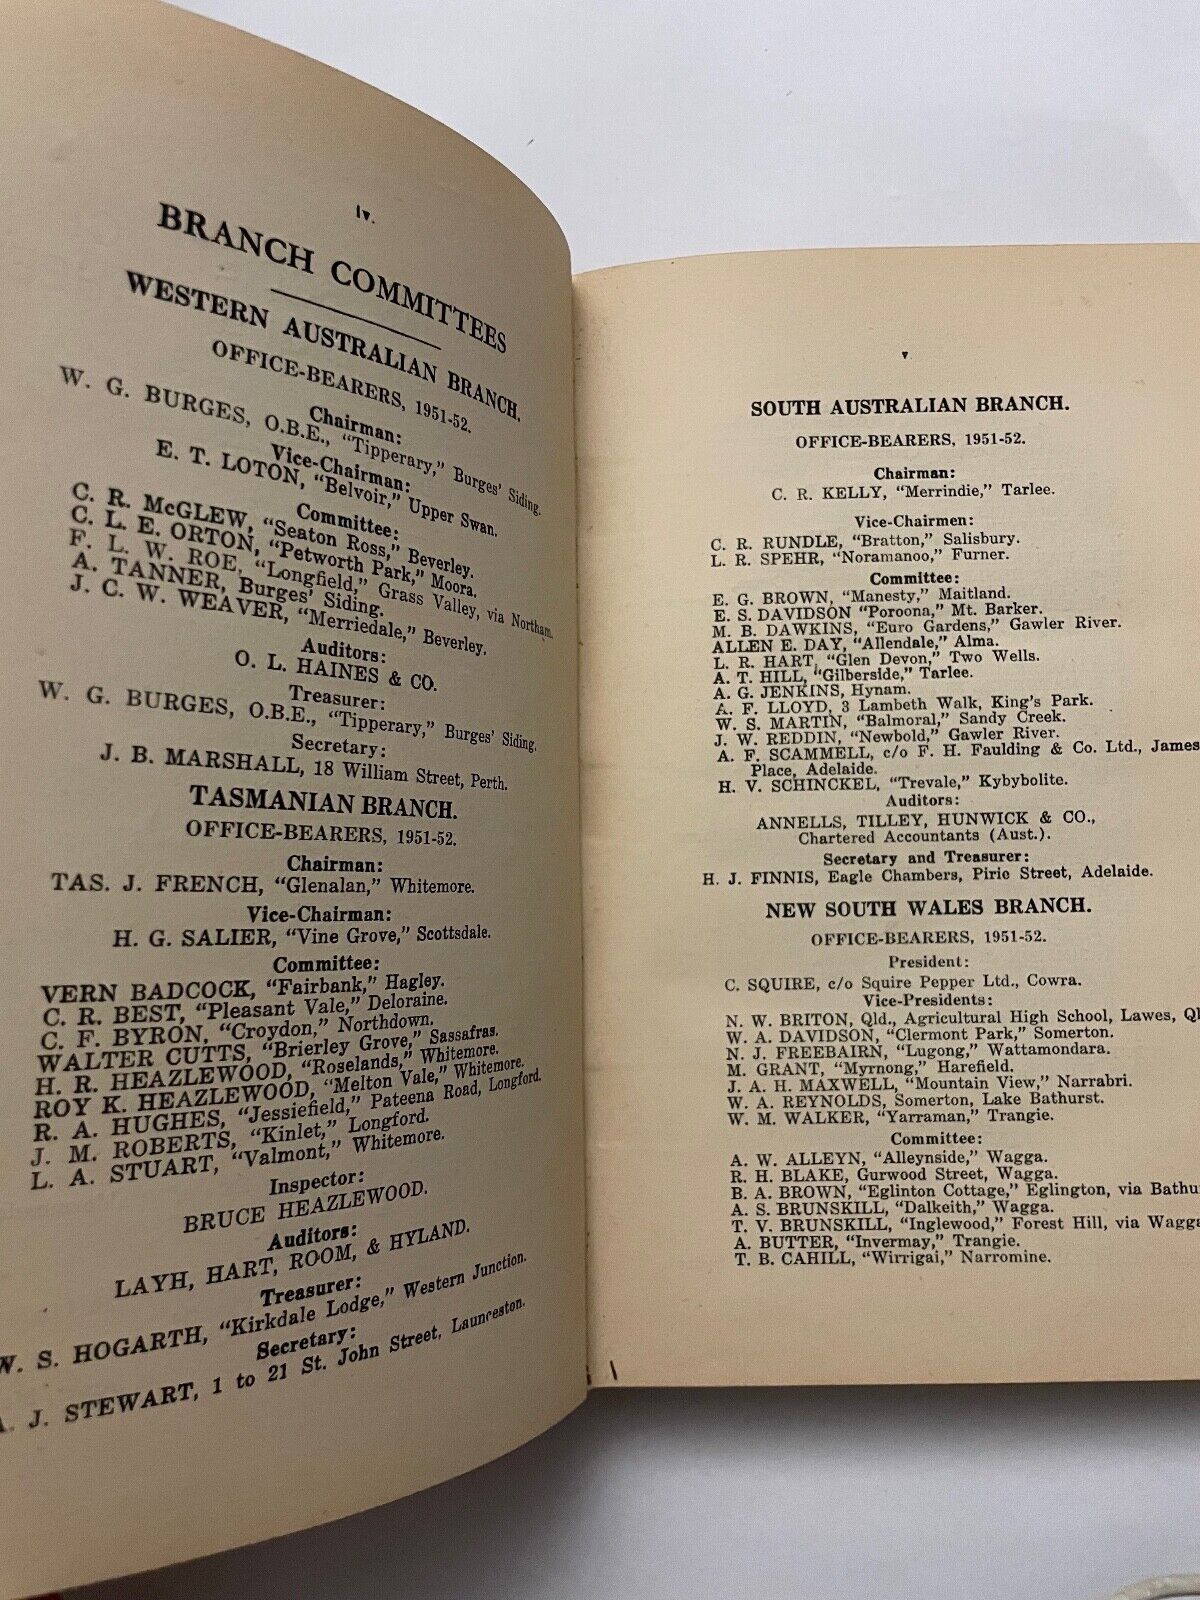 iv.
BRANCH COMMITTEES
WESTERN AUSTRALIAN BRANCH.
OFFICE-BEARERS, 1951-52.
Chairman:
W. G. BURGES, O.B.E., "Tipperary," Burges' Siding.
Vice-Chairman:
E. T. LOTON, "Belvoir," Upper Swan.
Committee:
C. R. McGLEW, "Seaton Ross," Beverley.
C. L. E. ORTON, "Petworth Park," Moora.
F. L. W. ROE, "Longfield," Grass Valley, via Northam.
A. TANNER, Burges' Siding.
J. C. W. WEAVER, "Merriedale," Beverley.
Auditors:
O. L. HAINES & CO.
Treasurer:
W. G. BURGES, O.B.E., "Tipperary," Burges' Siding.
Secretary:
J. B. MARSHALL, 18 William Street, Perth.
TASMANIAN BRANCH.
OFFICE-BEARERS, 1951-52.
Chairman:
TAS. J. FRENCH, "Glenalan," Whitemore.
Vice-Chairman:
H. G. SALIER, "Vine Grove," Scottsdale.
Committee:
VERN BADCOCK, "Fairbank," Hagley.
C. R. BEST, "Pleasant Vale," Deloraine.
C. F. BYRON, "Croydon," Northdown.
WALTER CUTTS, "Brierley Grove," Sassafras.
H. R. HEAZLEWOOD, "Roselands," Whitemore.
ROY K. HEAZLEWOOD, "Melton Vale," Whitemore.
R. A. HUGHES, "Jessiefield," Pateena Road, Longford.
J. M. ROBERTS, "Kinlet," Longford.
L. A. STUART, "Valmont," Whitemore.
Inspector:
BRUCE HEAZLEWOOD.
Auditors:
LAYH, HART, ROOM, & HYLAND.
Treasurer:
W. S. HOGARTH, "Kirkdale Lodge," Western Junction.
Secretary:
A. J. STEWART, 1 to 21 St. John Street, Launceston.
v.
SOUTH AUSTRALIAN BRANCH.
OFFICE-BEARERS, 1951-52.
Chairman:
C. R. KELLY, "Merrindie," Tarlee.
Vice-Chairmen:
C. R. RUNDLE, "Bratton," Salisbury.
L. R. SPEHR, "Noramanoo," Furner.
Committee:
E. G. BROWN, "Manesty," Maitland.
E. S. DAVIDSON "Poroona," Mt. Barker.
M. B. DAWKINS, "Euro Gardens," Gawler River.
ALLEN E. DAY, "Allendale," Alma.
L. R. HART, "Glen Devon," Two Wells.
A. T. HILL, "Gilberside," Tarlee.
A. G. JENKINS, Hynam.
A. F. LLOYD, 3 Lambeth Walk, King's Park.
W. S. MARTIN, "Balmoral," Sandy Creek.
J. W. REDDIN, "Newbold," Gawler River.
A. F. SCAMMELL, c/o F. H. Faulding & Co. Ltd., James
Place, Adelaide.
H. V. SCHINCKEL, "Trevale," Kybybolite.
Auditors:
ANNELLS, TILLEY, HUNWICK & CO.,
Chartered Accountants (Aust.).
Secretary and Treasurer:
H. J. FINNIS, Eagle Chambers, Pirie Street, Adelaide.
NEW SOUTH WALES BRANCH.
OFFICE-BEARERS, 1951-52.
President:
C. SQUIRE, c/o Squire Pepper Ltd., Cowra.
Vice-Presidents:
N. W. BRITON, Qld., Agricultural High School, Lawes, Ql
W. A. DAVIDSON, "Clermont Park," Somerton.
N. J. FREEBAIRN, "Lugong," Wattamondara.
M. GRANT, "Myrnong," Harefield.
J. A. H. MAXWELL, "Mountain View," Narrabri.
W. A. REYNOLDS, Somerton, Lake Bathurst.
W. M. WALKER, "Yarraman," Trangie.
Committee:
A. W. ALLEYN, "Alleynside," Wagga.
R. H. BLAKE, Gurwood Street, Wagga.
B. A. BROWN, "Eglinton Cottage," Eglington, via Bathu
A. S. BRUNSKILL, "Dalkeith," Wagga.
T. V. BRUNSKILL, "Inglewood," Forest Hill, via Wagga
A. BUTTER, "Invermay," Trangie.
T. B. CAHILL, "Wirrigai," Narromine.